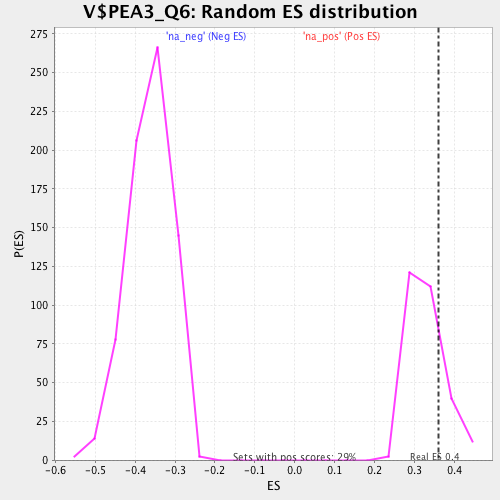 V$PEA3_Q6: Random ES distribution
'na_neg' (Neg ES) 'na_pos' (Pos ES)
275
250
225
200
175
150
125
100
75
50
25
0
P(ES)
Sets with pos scores: 29%
Real ES 0.4
-0.6 -0.5 -0.4 -0.3 -0.2 -0.1 0.0 0.1 0.2 0.3 0.4
ES